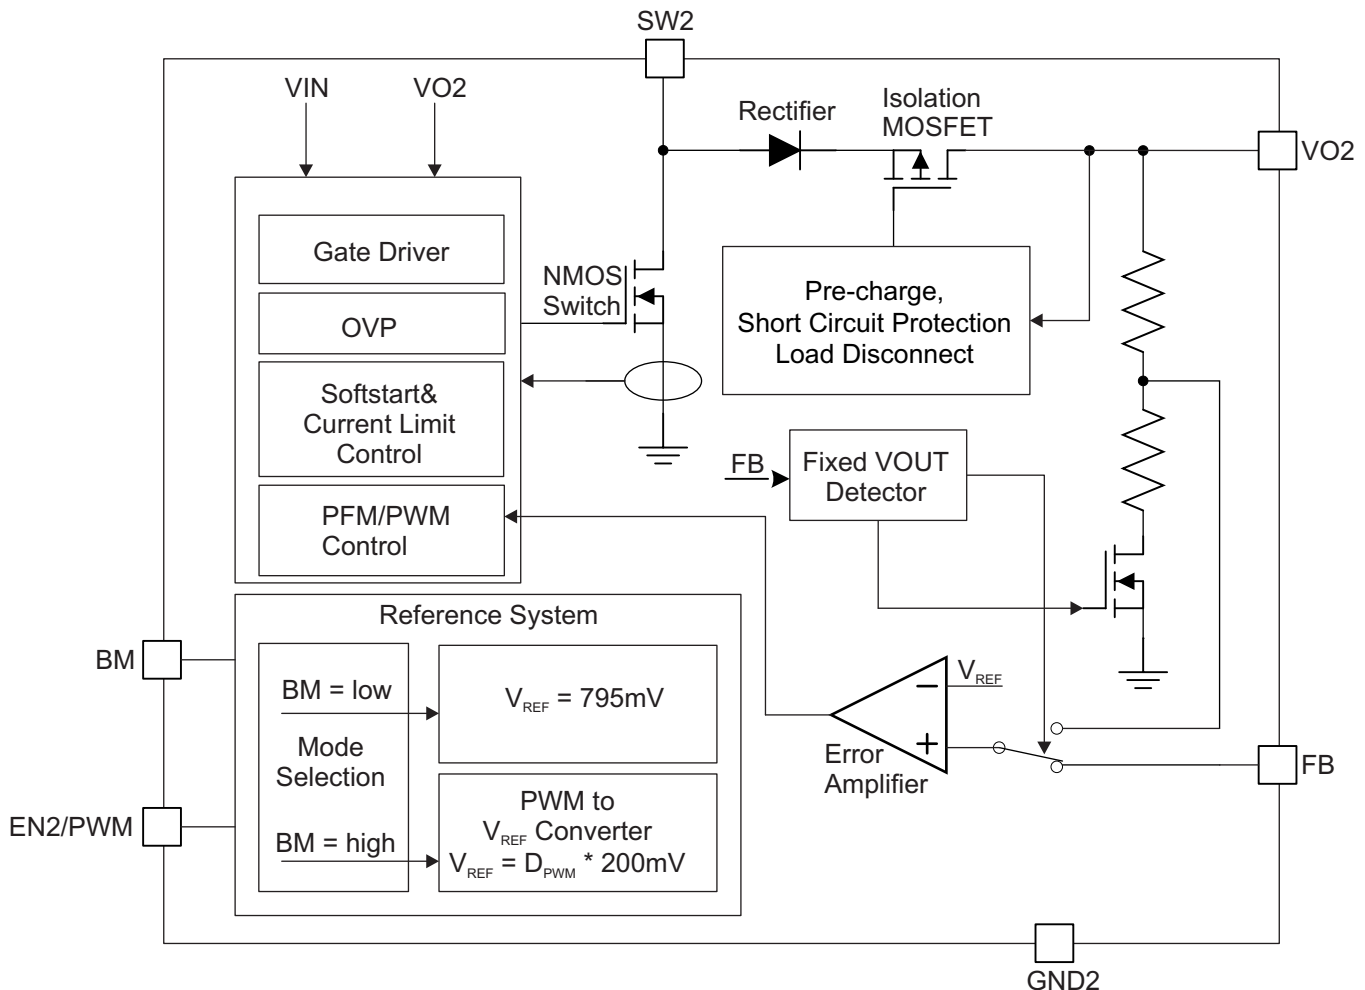 SW2
VIN
VO2
Rectifier
Isolation
MOSFET
VO2
Gate Driver
OVP
Softstart&
Current Limit
Control
PFM/PWM
Control
NMOS
Switch
Pre-charge,
Short Circuit Protection
Load Disconnect
FB
Fixed VOUT
Detector
Reference System
BM
BM = low
VREF = 795mV
Mode
Selection
EN2/PWM
BM = high
PWM to
VREF Converter
VREF = DPWM * 200mV
VREF
−
+
Error
Amplifier
FB
GND2